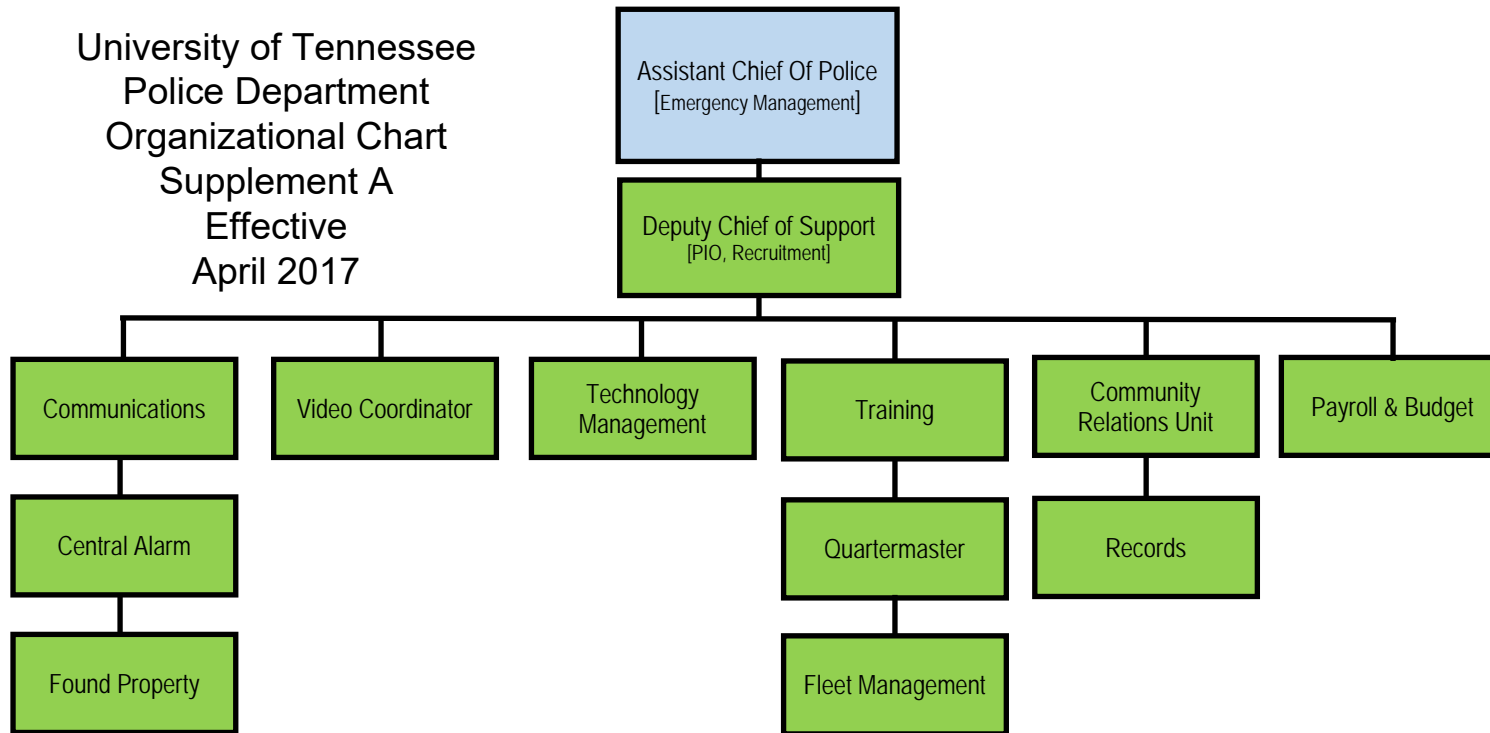 University of Tennessee
Police Department
Organizational Chart
Supplement A
Effective
April 2017
Assistant Chief Of Police
[Emergency Management]
Deputy Chief of Support
[PIO, Recruitment]
Communications
Video Coordinator
Technology
Management
Training
Community
Relations Unit
Payroll & Budget
Central Alarm
Quartermaster
Records
Found Property
Fleet Management